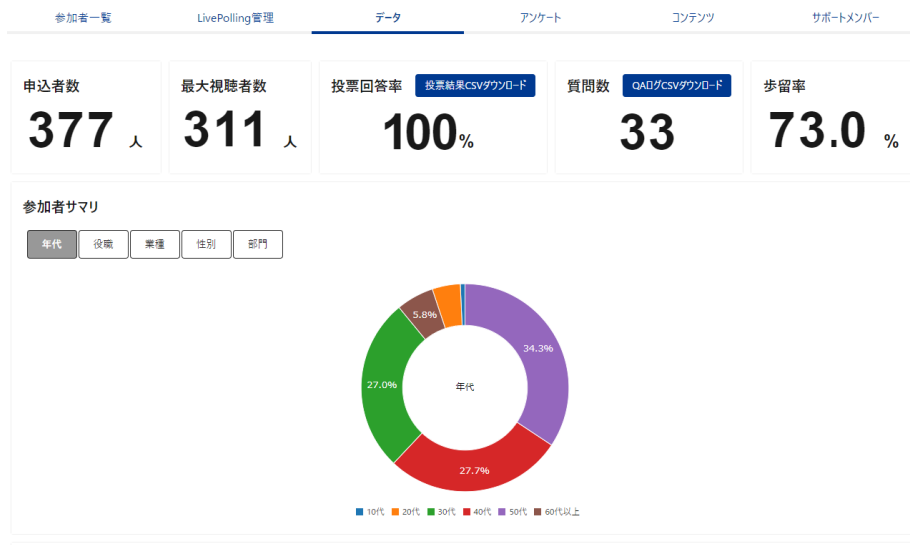 参加者一覧 LivePolling管理 データ アンケート コンテンツ サポートメンバー
申込者数 最大視聴者数 投票回答率 投票結果CSVダウンロード 質問数 QAログCSVダウンロード 歩留率
377 人 311 人 100% 33 73.0 %
参加者サマリ
年代 役職 業種 性別 部門
5.8%
34.3%
27.0% 年代
27.7%
10代 20代 30代 40代 50代 60代以上